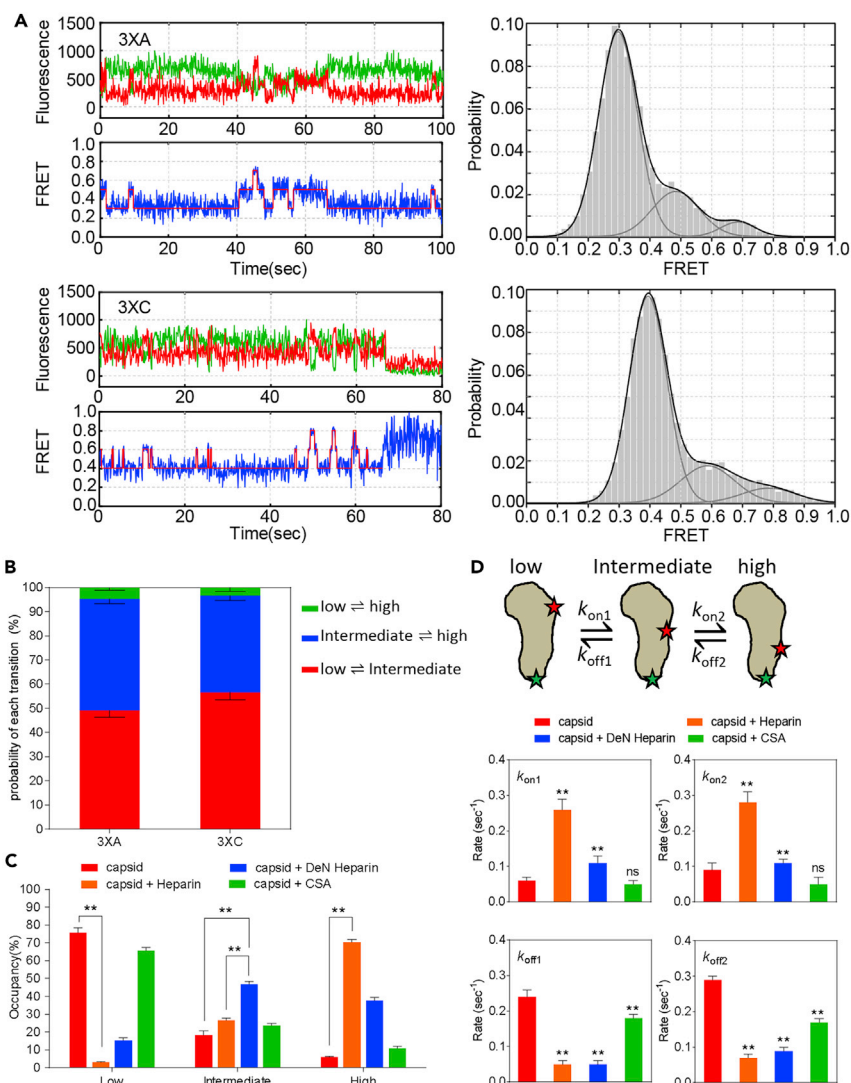 A
3XA
Fluorescence
1500
1000
500
0
0 20 40 60 80 100
FRET
1.0
0.8
0.6
0.4
0.2
0.0
0 20 40 60 80 100
Time(sec)
Probability
0.10
0.08
0.06
0.04
0.02
0.00
0.0 0.1 0.2 0.3 0.4 0.5 0.6 0.7 0.8 0.9 1.0
FRET
3XC
Fluorescence
1500
1000
500
0
0 20 40 60 80
FRET
1.0
0.8
0.6
0.4
0.2
0.0
0 20 40 60 80
Time(sec)
Probability
0.10
0.08
0.06
0.04
0.02
0.00
0.0 0.1 0.2 0.3 0.4 0.5 0.6 0.7 0.8 0.9 1.0
FRET
B
probability of each transition (%)
100
90
80
70
60
50
40
30
20
10
0
3XA 3XC
low ⇌ high
Intermediate ⇌ high
low ⇌ Intermediate
C
capsid
capsid + DeN Heparin
capsid + Heparin
capsid + CSA
Occupancy(%)
100
90
80
70
60
50
40
30
20
10
0
**
**
**
**
Low Intermediate High
D
low Intermediate high
kon1
koff1
kon2
koff2
capsid
capsid + Heparin
capsid + DeN Heparin
capsid + CSA
Rate (sec⁻¹)
0.4
0.3
0.2
0.1
0.0
kon1
** ** ns
Rate (sec⁻¹)
0.4
0.3
0.2
0.1
0.0
kon2
** ** ns
Rate (sec⁻¹)
0.4
0.3
0.2
0.1
0.0
koff1
** ** **
Rate (sec⁻¹)
0.4
0.3
0.2
0.1
0.0
koff2
** ** **